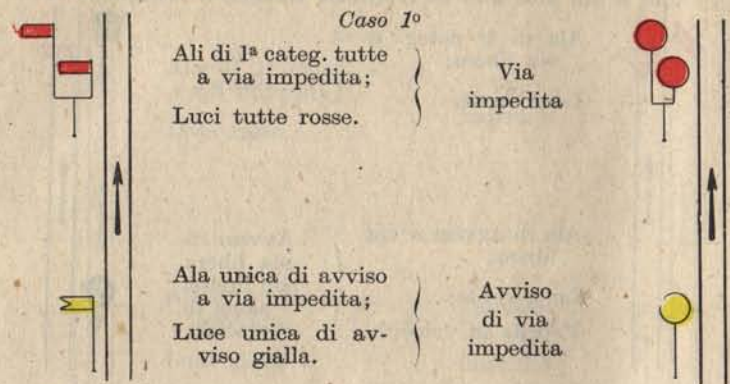 Caso 1º
Ali di 1ª categ. tutte
a via impedita;
Luci tutte rosse.
Via
impedita
Ala unica di avviso
a via impedita;
Luce unica di av-
viso gialla.
Avviso
di via
impedita